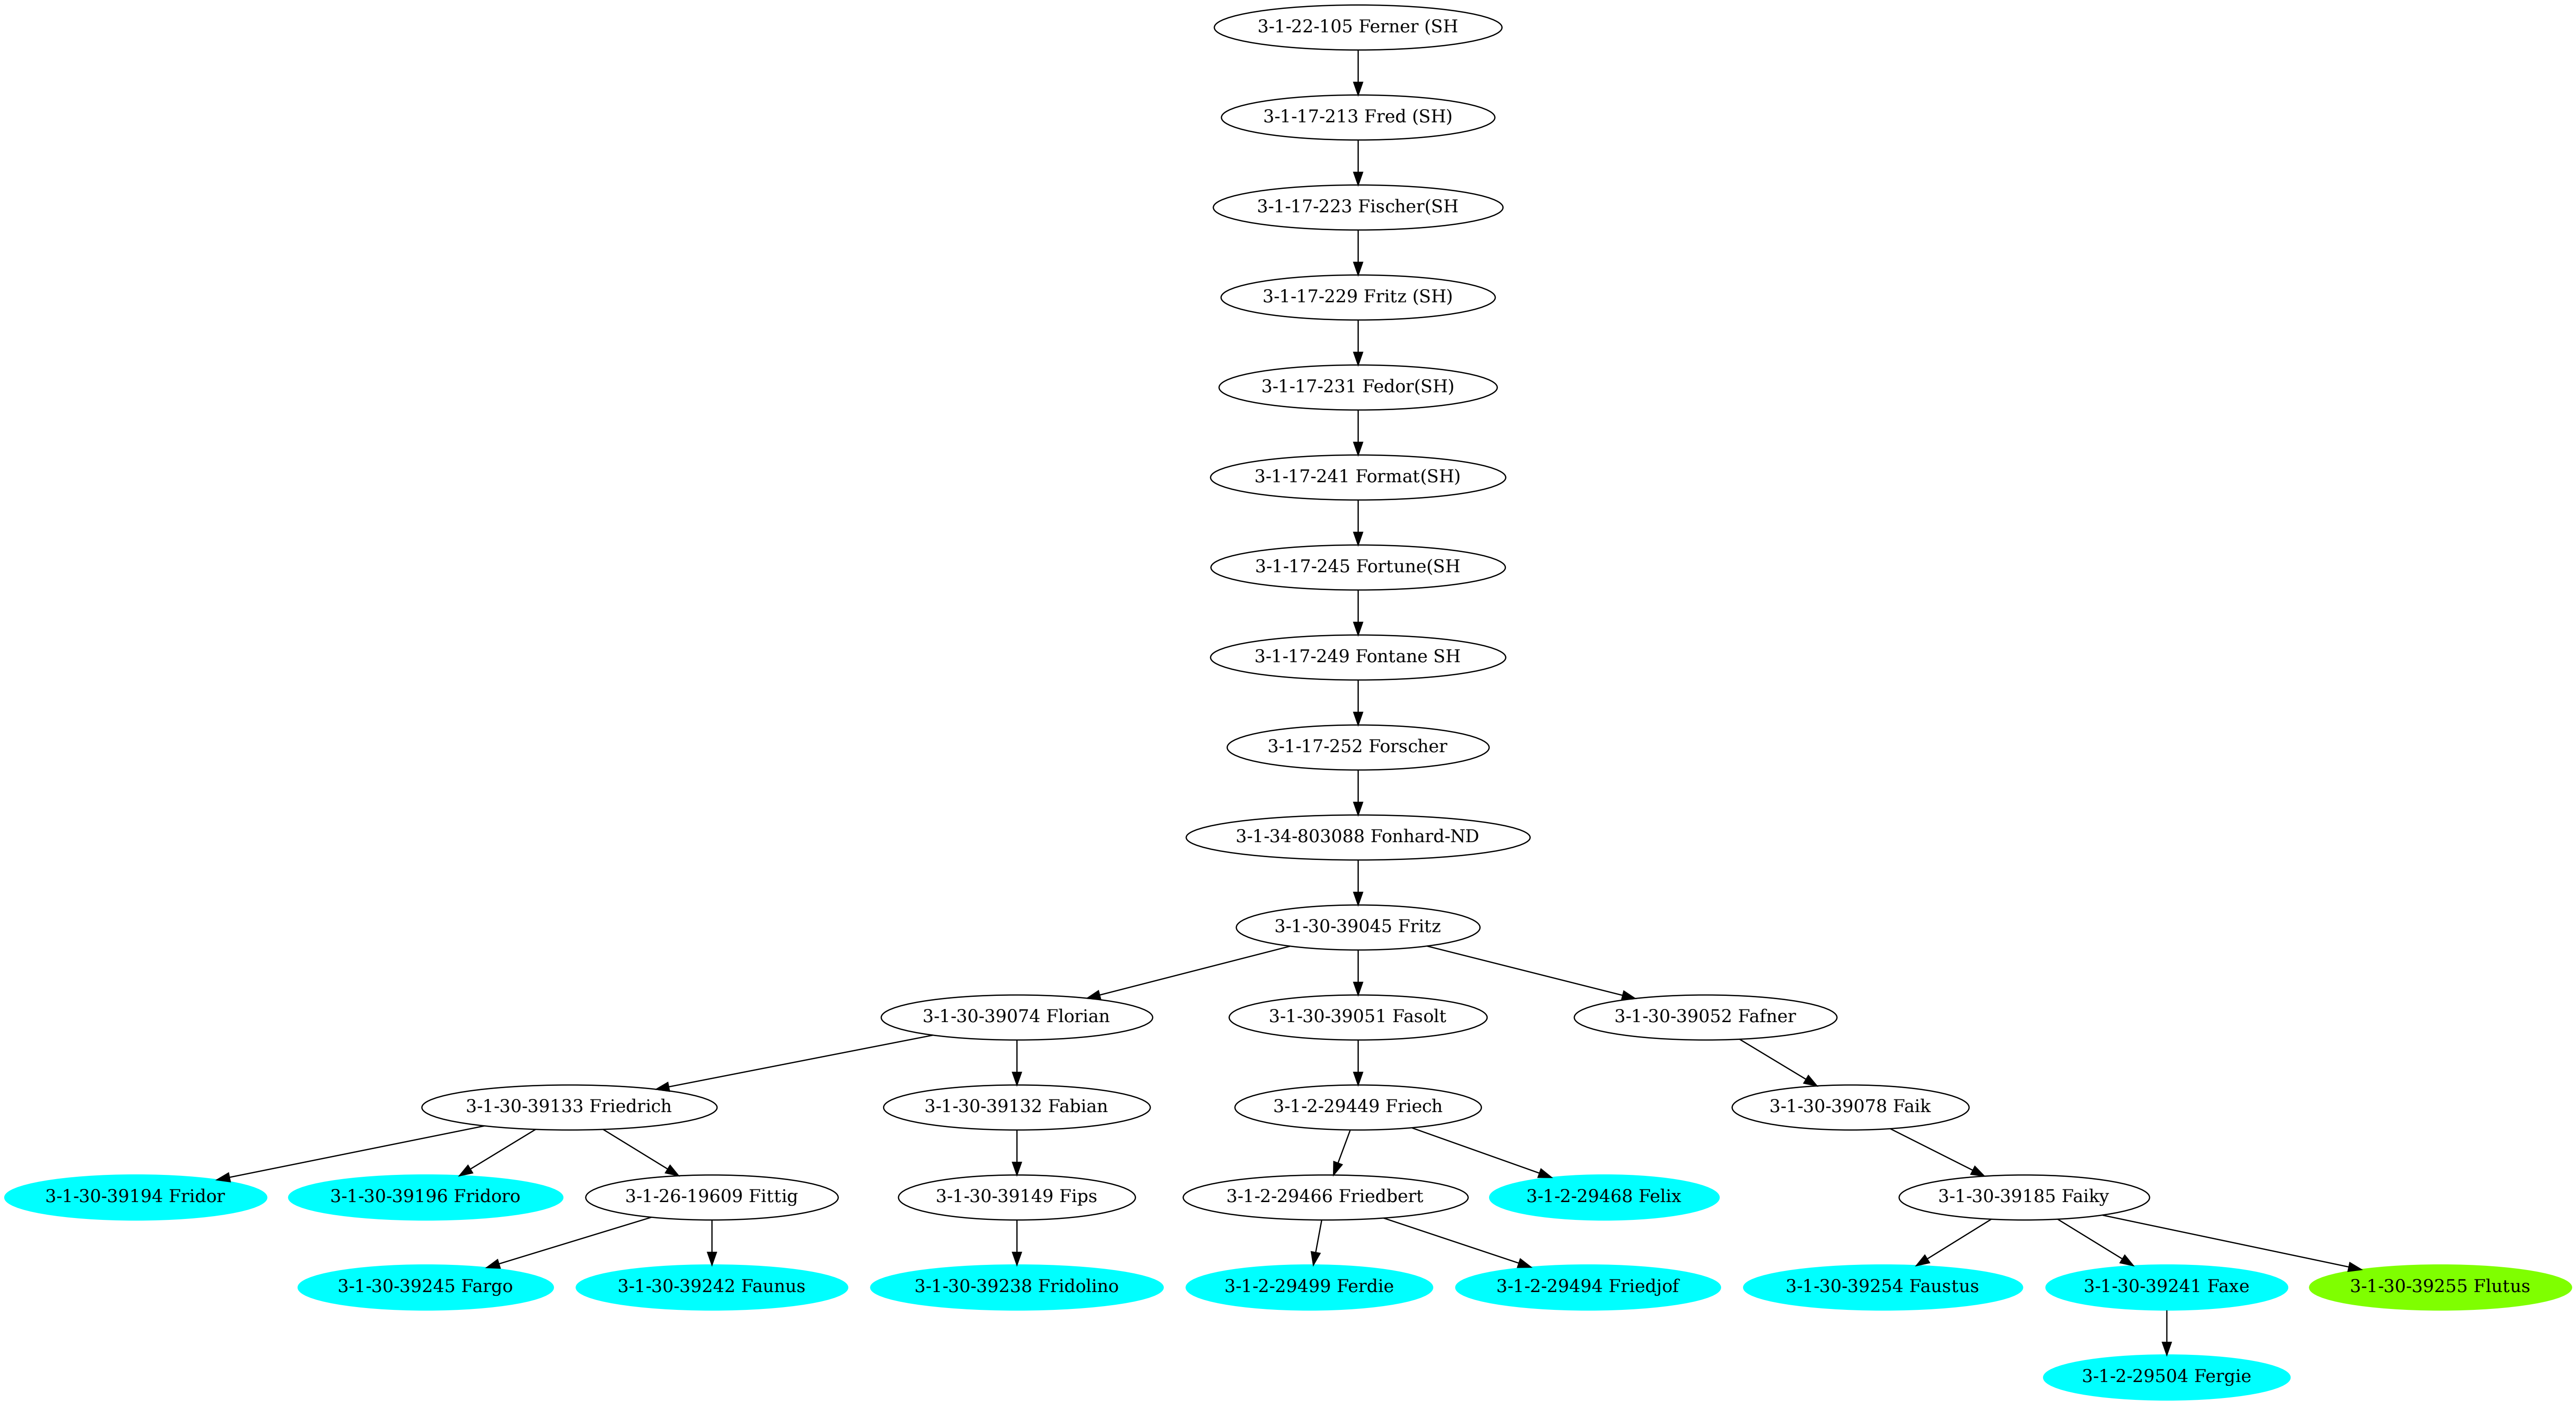 3-1-22-105 Ferner (SH
3-1-17-213 Fred (SH)
3-1-17-223 Fischer(SH
3-1-17-229 Fritz (SH)
3-1-17-231 Fedor(SH)
3-1-17-241 Format(SH)
3-1-17-245 Fortune(SH
3-1-17-249 Fontane SH
3-1-17-252 Forscher
3-1-34-803088 Fonhard-ND
3-1-30-39045 Fritz
3-1-30-39074 Florian
3-1-30-39051 Fasolt
3-1-30-39052 Fafner
3-1-30-39133 Friedrich
3-1-30-39132 Fabian
3-1-2-29449 Friech
3-1-30-39078 Faik
3-1-30-39194 Fridor
3-1-30-39196 Fridoro
3-1-26-19609 Fittig
3-1-30-39149 Fips
3-1-2-29466 Friedbert
3-1-2-29468 Felix
3-1-30-39185 Faiky
3-1-30-39245 Fargo
3-1-30-39242 Faunus
3-1-30-39238 Fridolino
3-1-2-29499 Ferdie
3-1-2-29494 Friedjof
3-1-30-39254 Faustus
3-1-30-39241 Faxe
3-1-30-39255 Flutus
3-1-2-29504 Fergie